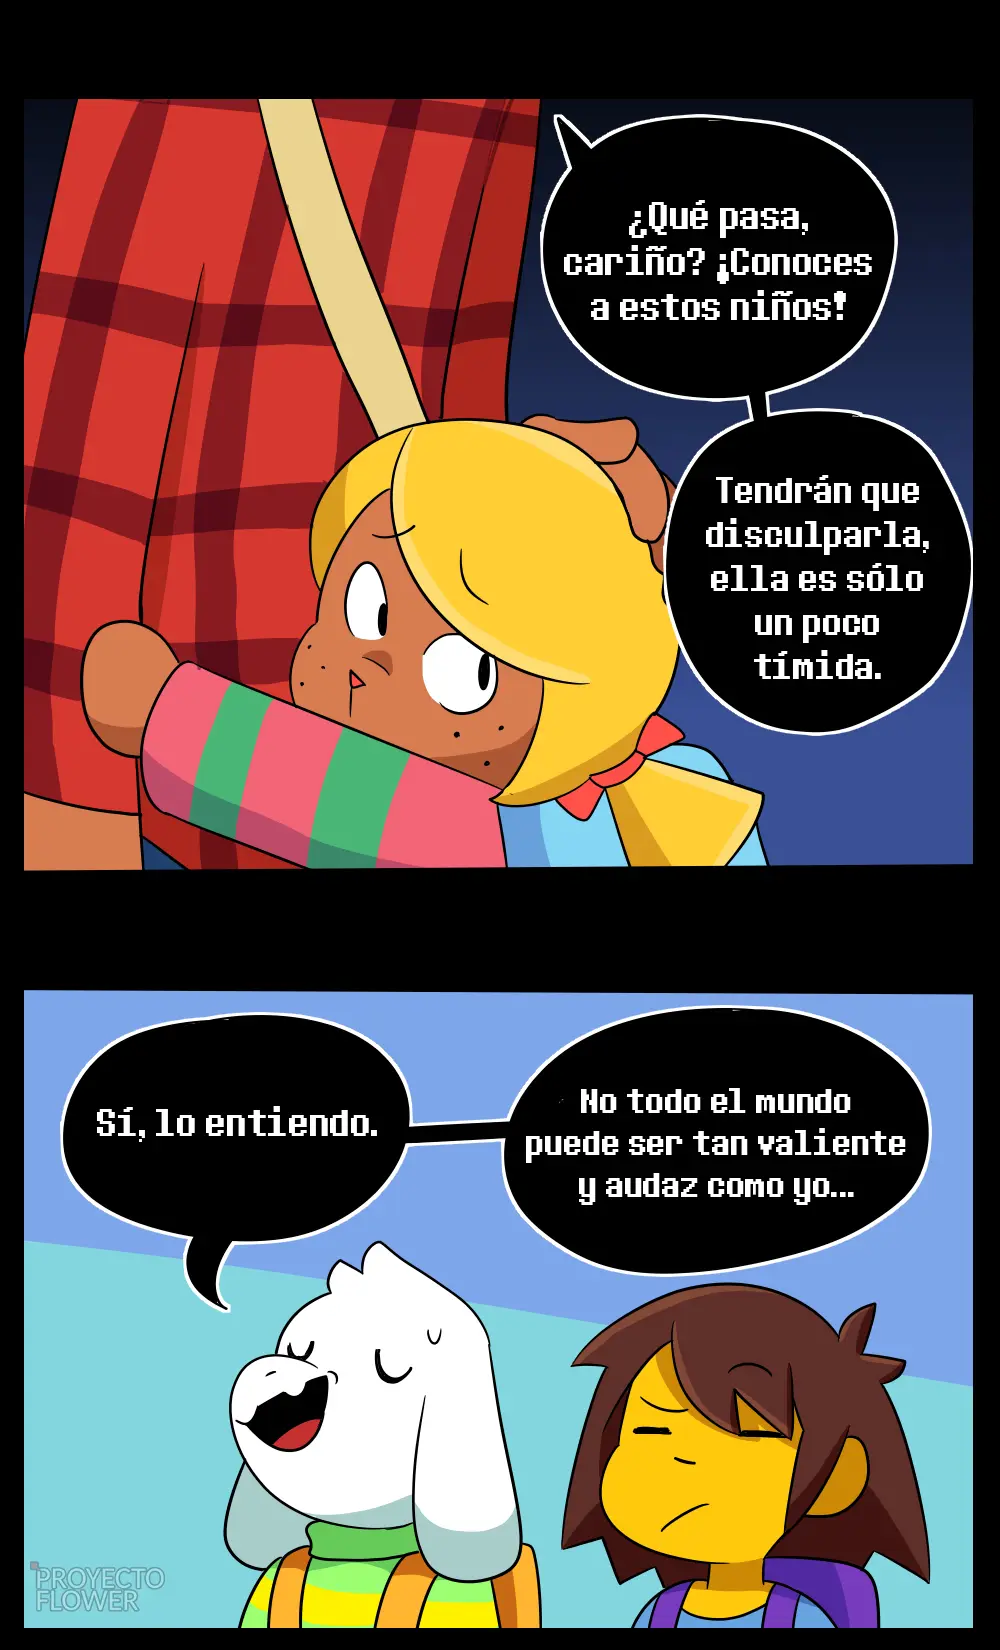 ¿Qué pasa,
cariño? ¡Conoces
a estos niños!
Tendrán que
disculparla,
ella es sólo
un poco
tímida.
Sí, lo entiendo.
No todo el mundo
puede ser tan valiente
y audaz como yo...
PROYECTO
FLOWER